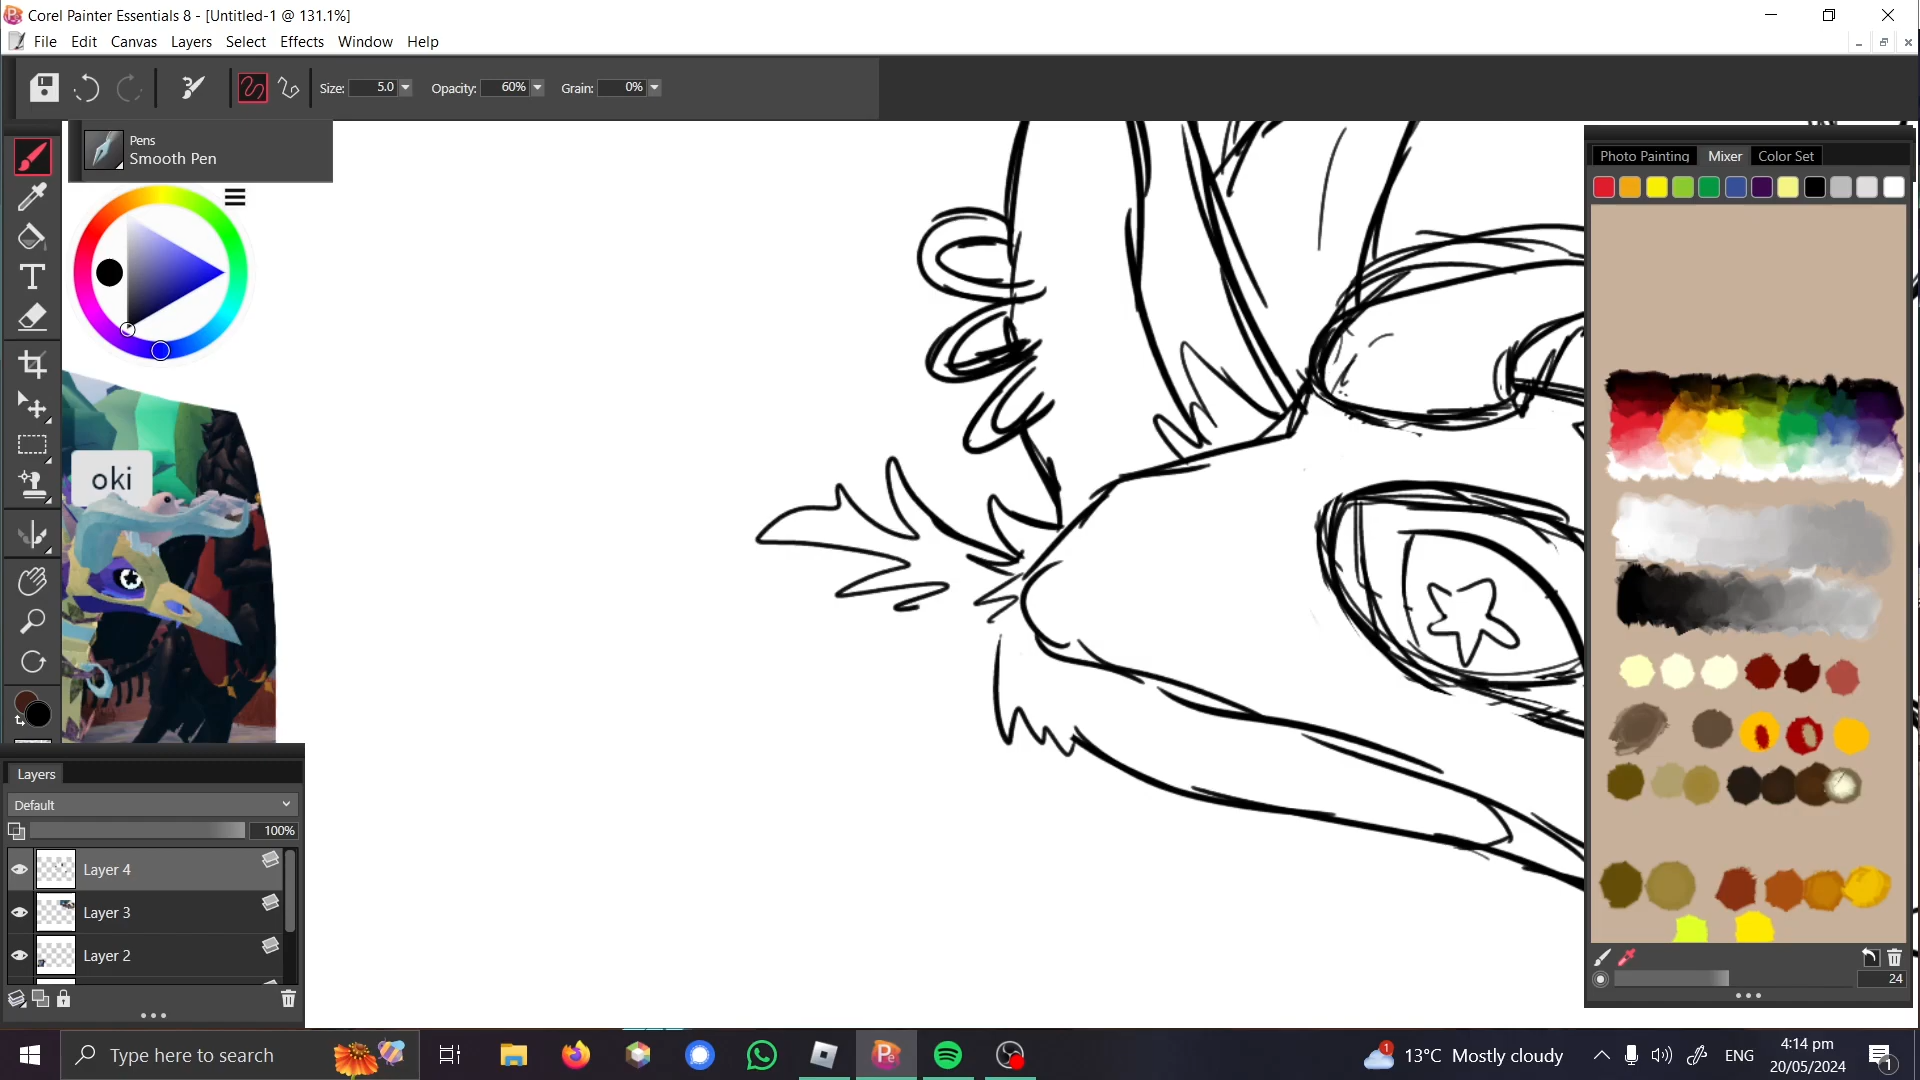 Corel Painter Essentials 8 - [Untitled-1 @ 131.1%]
File Edit Canvas Layers Select Effects Window Help
Size: 5.0 Opacity: 60% Grain: 0%
Pens
Smooth Pen
Photo Painting Mixer Color Set
oki
Layers
Default
100%
Layer 4
Layer 3
Layer 2
24
Type here to search
1
13°C Mostly cloudy
ENG
4:14 pm
20/05/2024
1